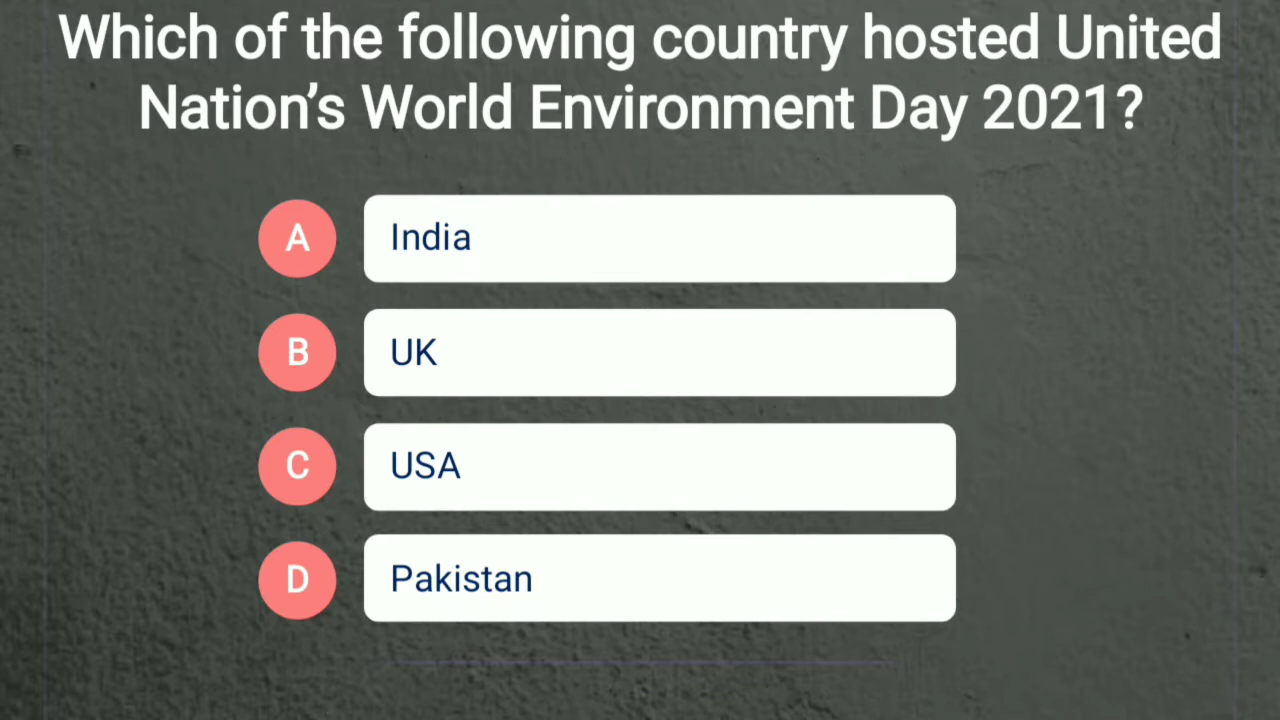 Which of the following country hosted United
Nation’s World Environment Day 2021?
A India
B UK
C USA
D Pakistan